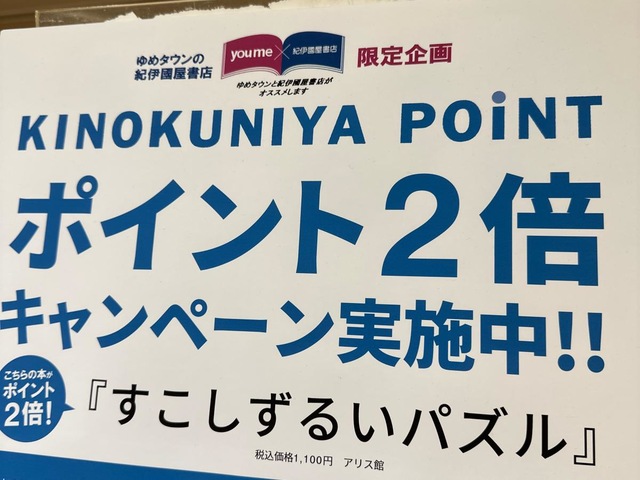 ゆめタウンの
紀伊國屋書店
youme×紀伊國屋書店
限定企画
ゆめタウンと紀伊國屋書店が
オススメします
KINOKUNIYA POiNT
ポイント2倍
キャンペーン実施中!!
こちらの本が
ポイント
2倍!
『すこしずるいパズル』
税込価格1,100円 アリス館